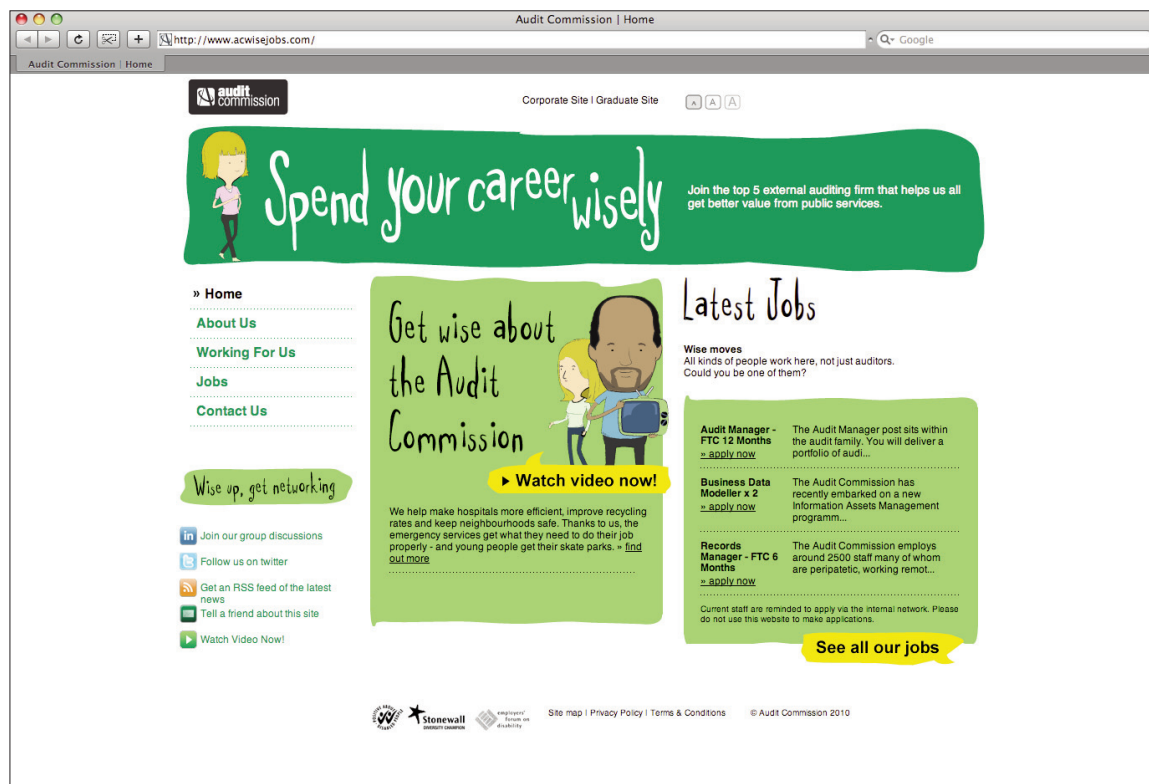 Audit Commission | Home
http://www.acwisejobs.com/
Google
Audit Commission | Home
audit
commission
Corporate Site | Graduate Site
A A A
Spend your career wisely
Join the top 5 external auditing firm that helps us all
get better value from public services.
» Home
About Us
Working For Us
Jobs
Contact Us
Wise up, get networking
in Join our group discussions
Follow us on twitter
Get an RSS feed of the latest
news
Tell a friend about this site
Watch Video Now!
Get wise about
the Audit
Commission
Watch video now!
We help make hospitals more efficient, improve recycling
rates and keep neighbourhoods safe. Thanks to us, the
emergency services get what they need to do their job
properly - and young people get their skate parks. » find
out more
Latest Jobs
Wise moves
All kinds of people work here, not just auditors.
Could you be one of them?
Audit Manager -
FTC 12 Months
» apply now
The Audit Manager post sits within
the audit family. You will deliver a
portfolio of audi...
Business Data
Modeller x 2
» apply now
The Audit Commission has
recently embarked on a new
Information Assets Management
programm...
Records
Manager - FTC 6
Months
» apply now
The Audit Commission employs
around 2500 staff many of whom
are peripatetic, working remot...
Current staff are reminded to apply via the internal network. Please
do not use this website to make applications.
See all our jobs
Stonewall
DIVERSITY CHAMPION
employers'
forum on
disability
Site map | Privacy Policy | Terms & Conditions
© Audit Commission 2010